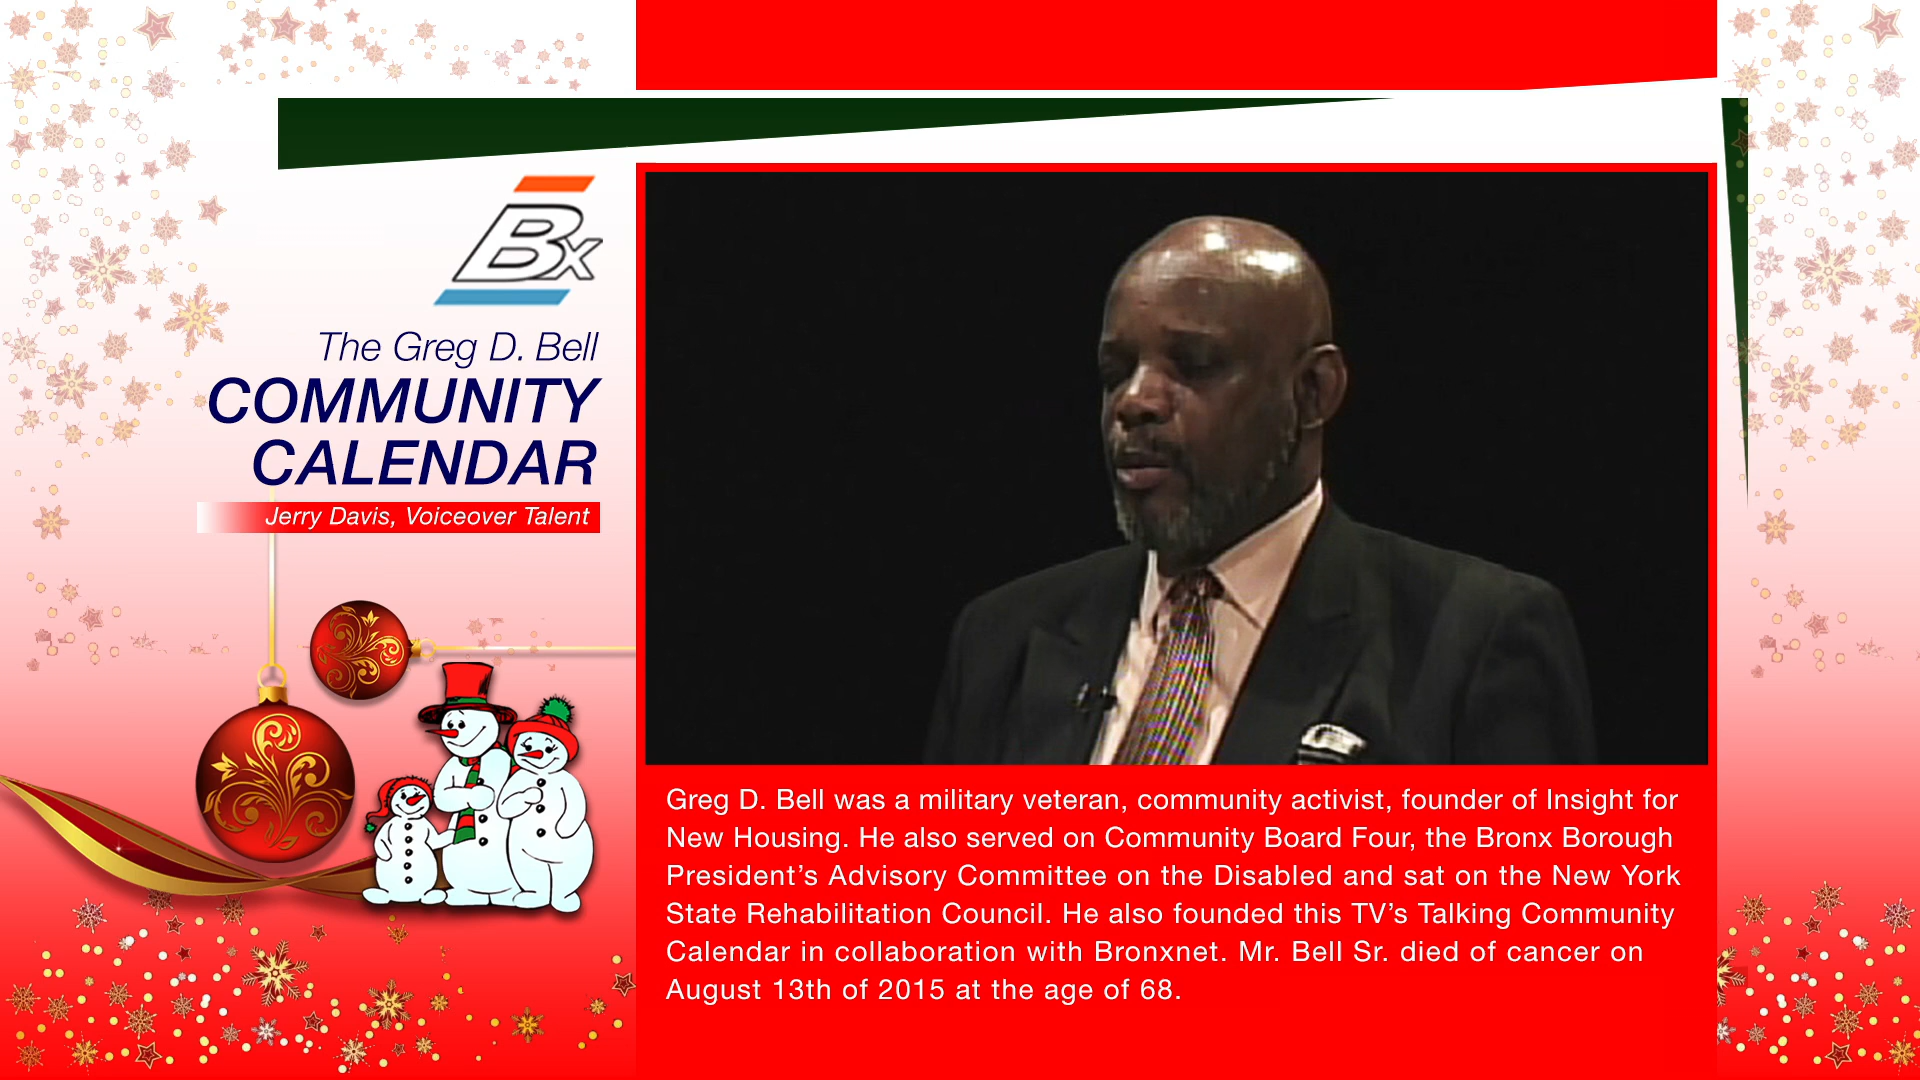 Bx
The Greg D. Bell
COMMUNITY
CALENDAR
Jerry Davis, Voiceover Talent
Greg D. Bell was a military veteran, community activist, founder of Insight for
New Housing. He also served on Community Board Four, the Bronx Borough
President’s Advisory Committee on the Disabled and sat on the New York
State Rehabilitation Council. He also founded this TV’s Talking Community
Calendar in collaboration with Bronxnet. Mr. Bell Sr. died of cancer on
August 13th of 2015 at the age of 68.